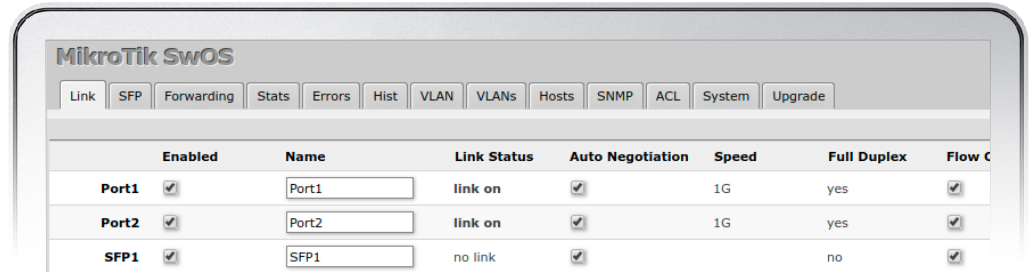 MikroTik SwOS
Link SFP Forwarding Stats Errors Hist VLAN VLANs Hosts SNMP ACL System Upgrade
Enabled Name Link Status Auto Negotiation Speed Full Duplex Flow
Port1 Port1 link on 1G yes
Port2 Port2 link on 1G yes
SFP1 SFP1 no link no